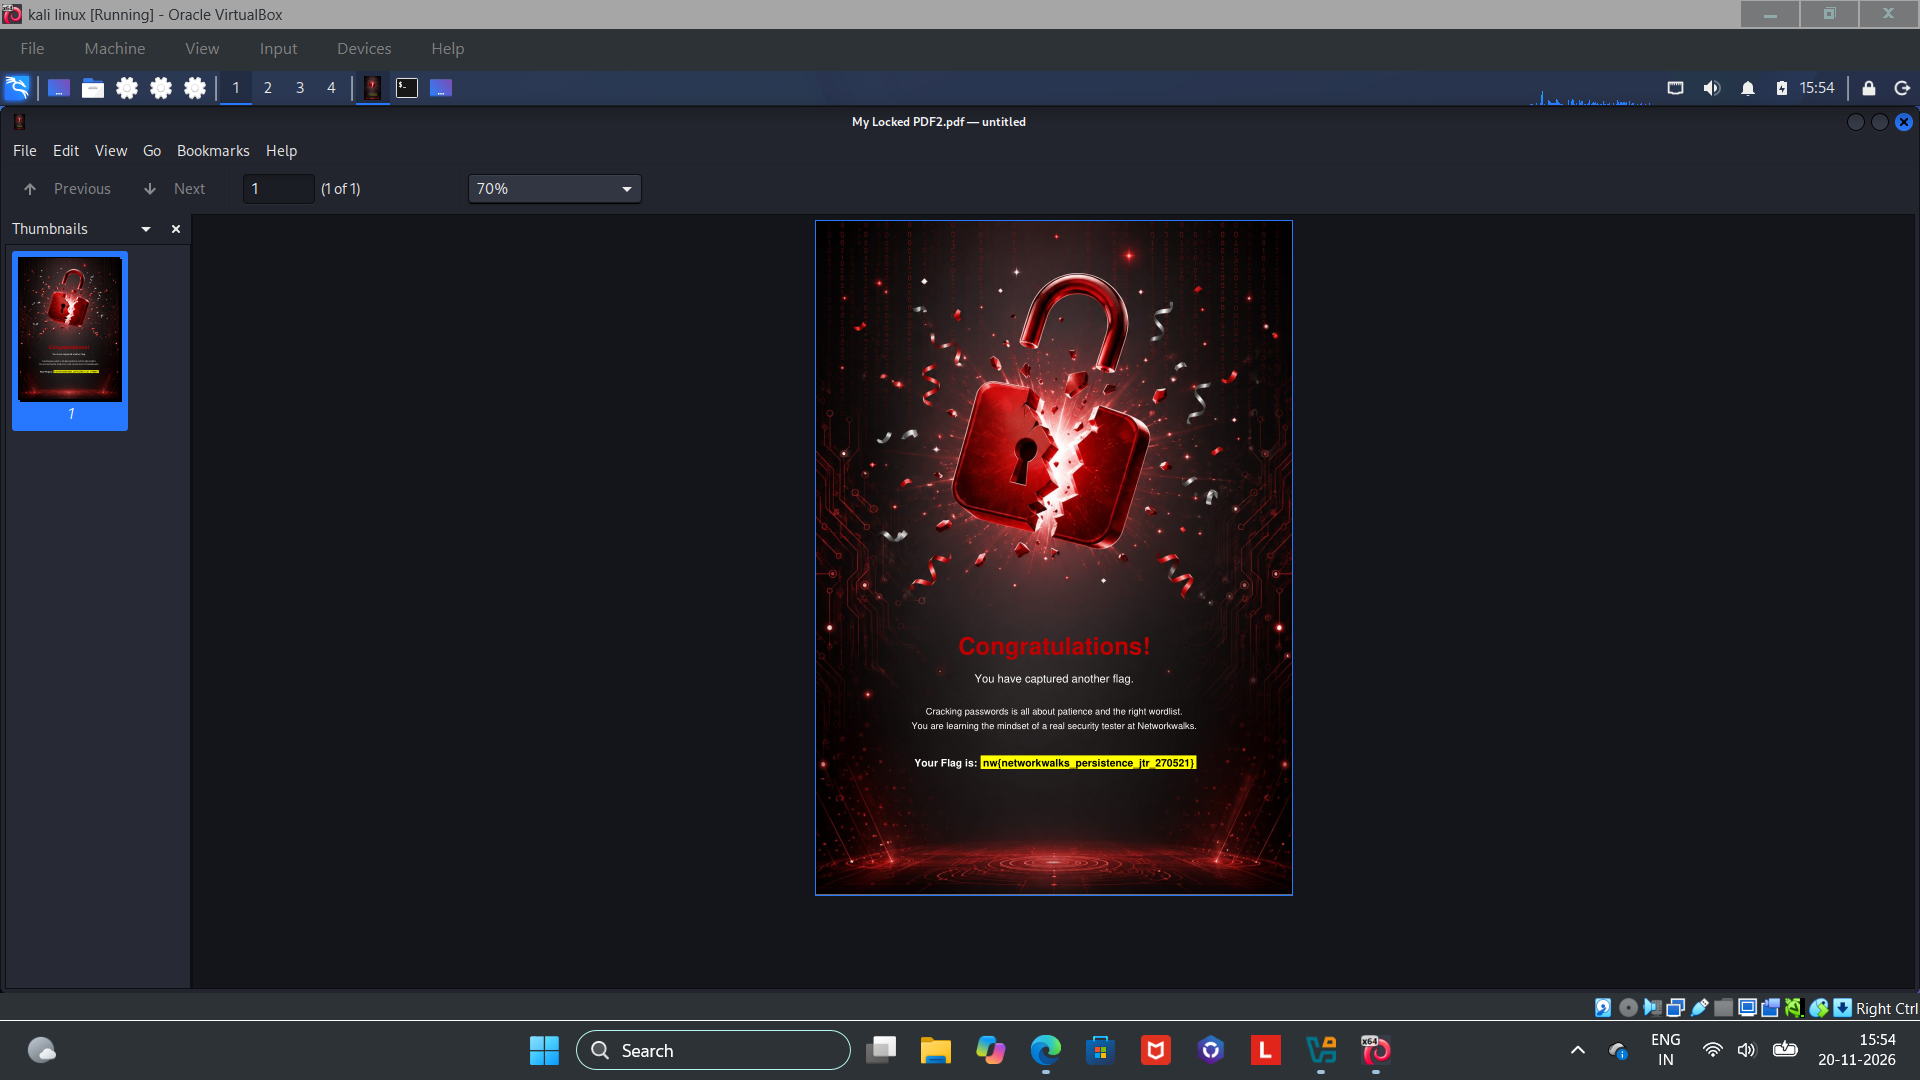 kali linux [Running] - Oracle VirtualBox
File Machine View Input Devices Help
1 2 3 4 15:54
My Locked PDF2.pdf — untitled
File Edit View Go Bookmarks Help
Previous Next 1 (1 of 1) 70%
Thumbnails
1
Congratulations!
You have captured another flag.
Cracking passwords is all about patience and the right wordlist.
You are learning the mindset of a real security tester at Networkwalks.
Your Flag is: nw{networkwalks_persistence_jtr_270521}
Right Ctrl
Search
ENG
IN
15:54
20-11-2026